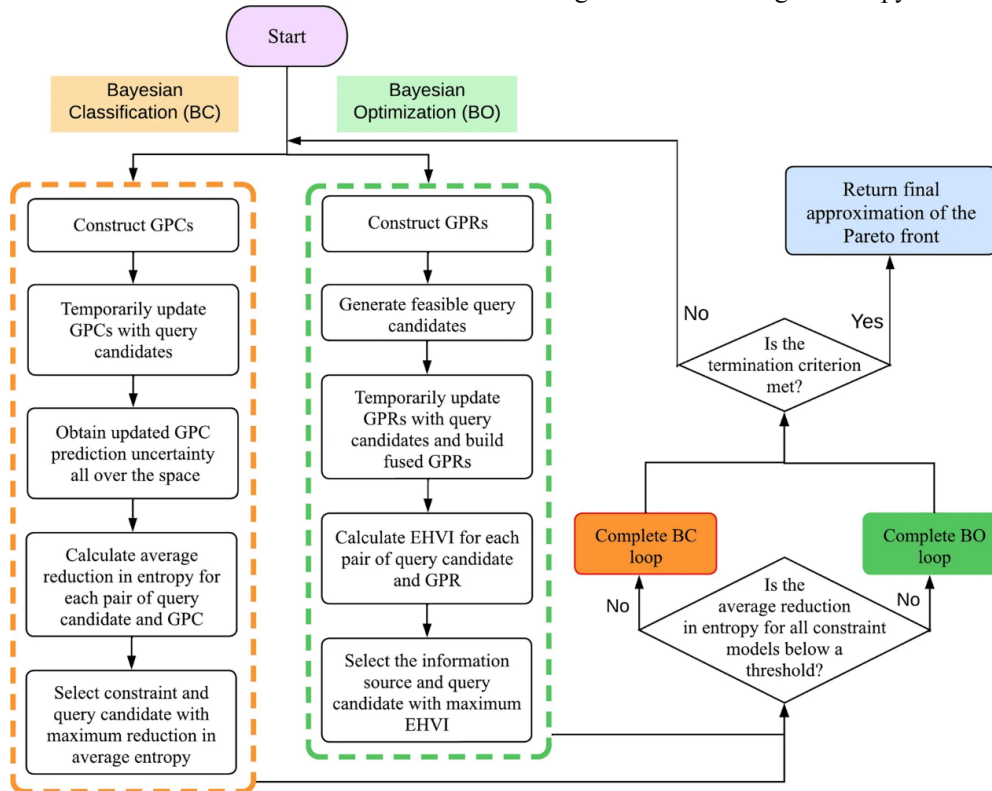 Start
Bayesian
Classification (BC)
Bayesian
Optimization (BO)
Construct GPCs
Temporarily update
GPCs with query
candidates
Obtain updated GPC
prediction uncertainty
all over the space
Calculate average
reduction in entropy for
each pair of query
candidate and GPC
Select constraint and
query candidate with
maximum reduction in
average entropy
Construct GPRs
Generate feasible query
candidates
Temporarily update
GPRs with query
candidates and build
fused GPRs
Calculate EHVI for each
pair of query candidate
and GPR
Select the information
source and query
candidate with maximum
EHVI
Return final
approximation of the
Pareto front
No
Yes
Is the
termination criterion
met?
Complete BC
loop
Complete BO
loop
No
No
Is the
average reduction
in entropy for all constraint
models below a
threshold?